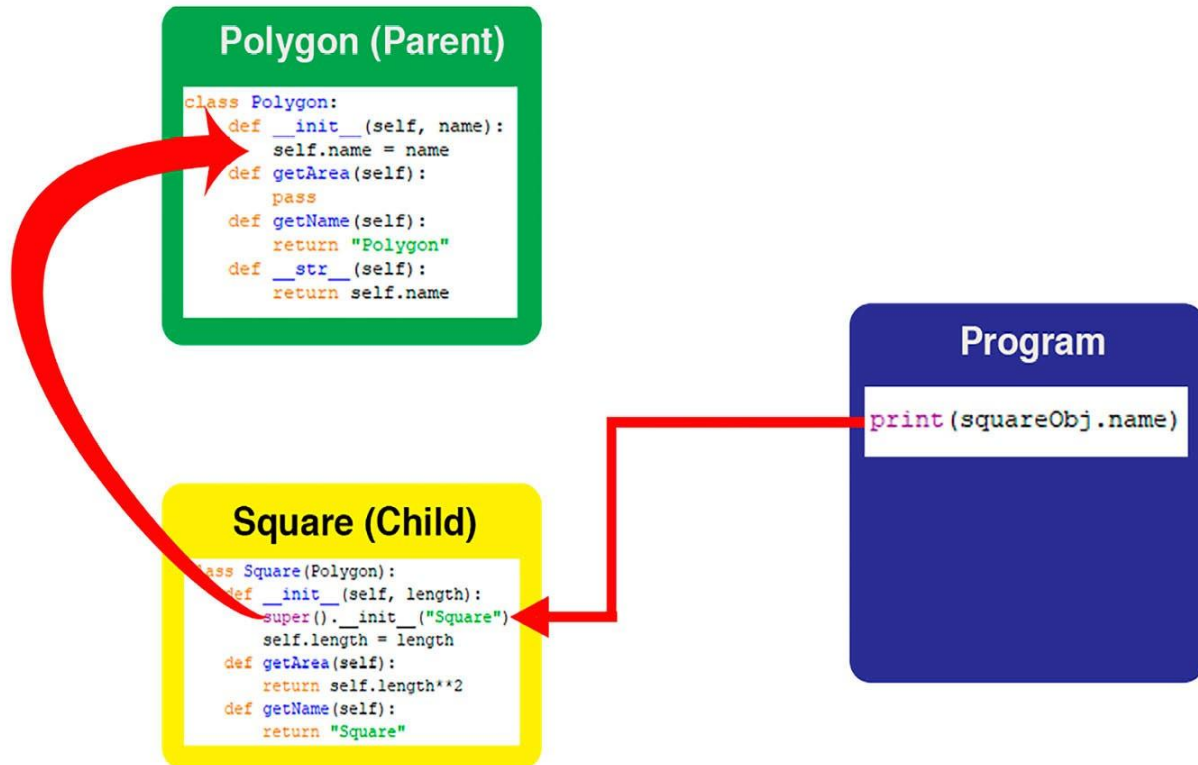 Polygon (Parent)
class Polygon:
def __init__(self, name):
self.name = name
def getArea(self):
pass
def getName(self):
return "Polygon"
def __str__(self):
return self.name
Program
print(squareObj.name)
Square (Child)
class Square(Polygon):
def __init__(self, length):
super().__init__("Square")
self.length = length
def getArea(self):
return self.length**2
def getName(self):
return "Square"